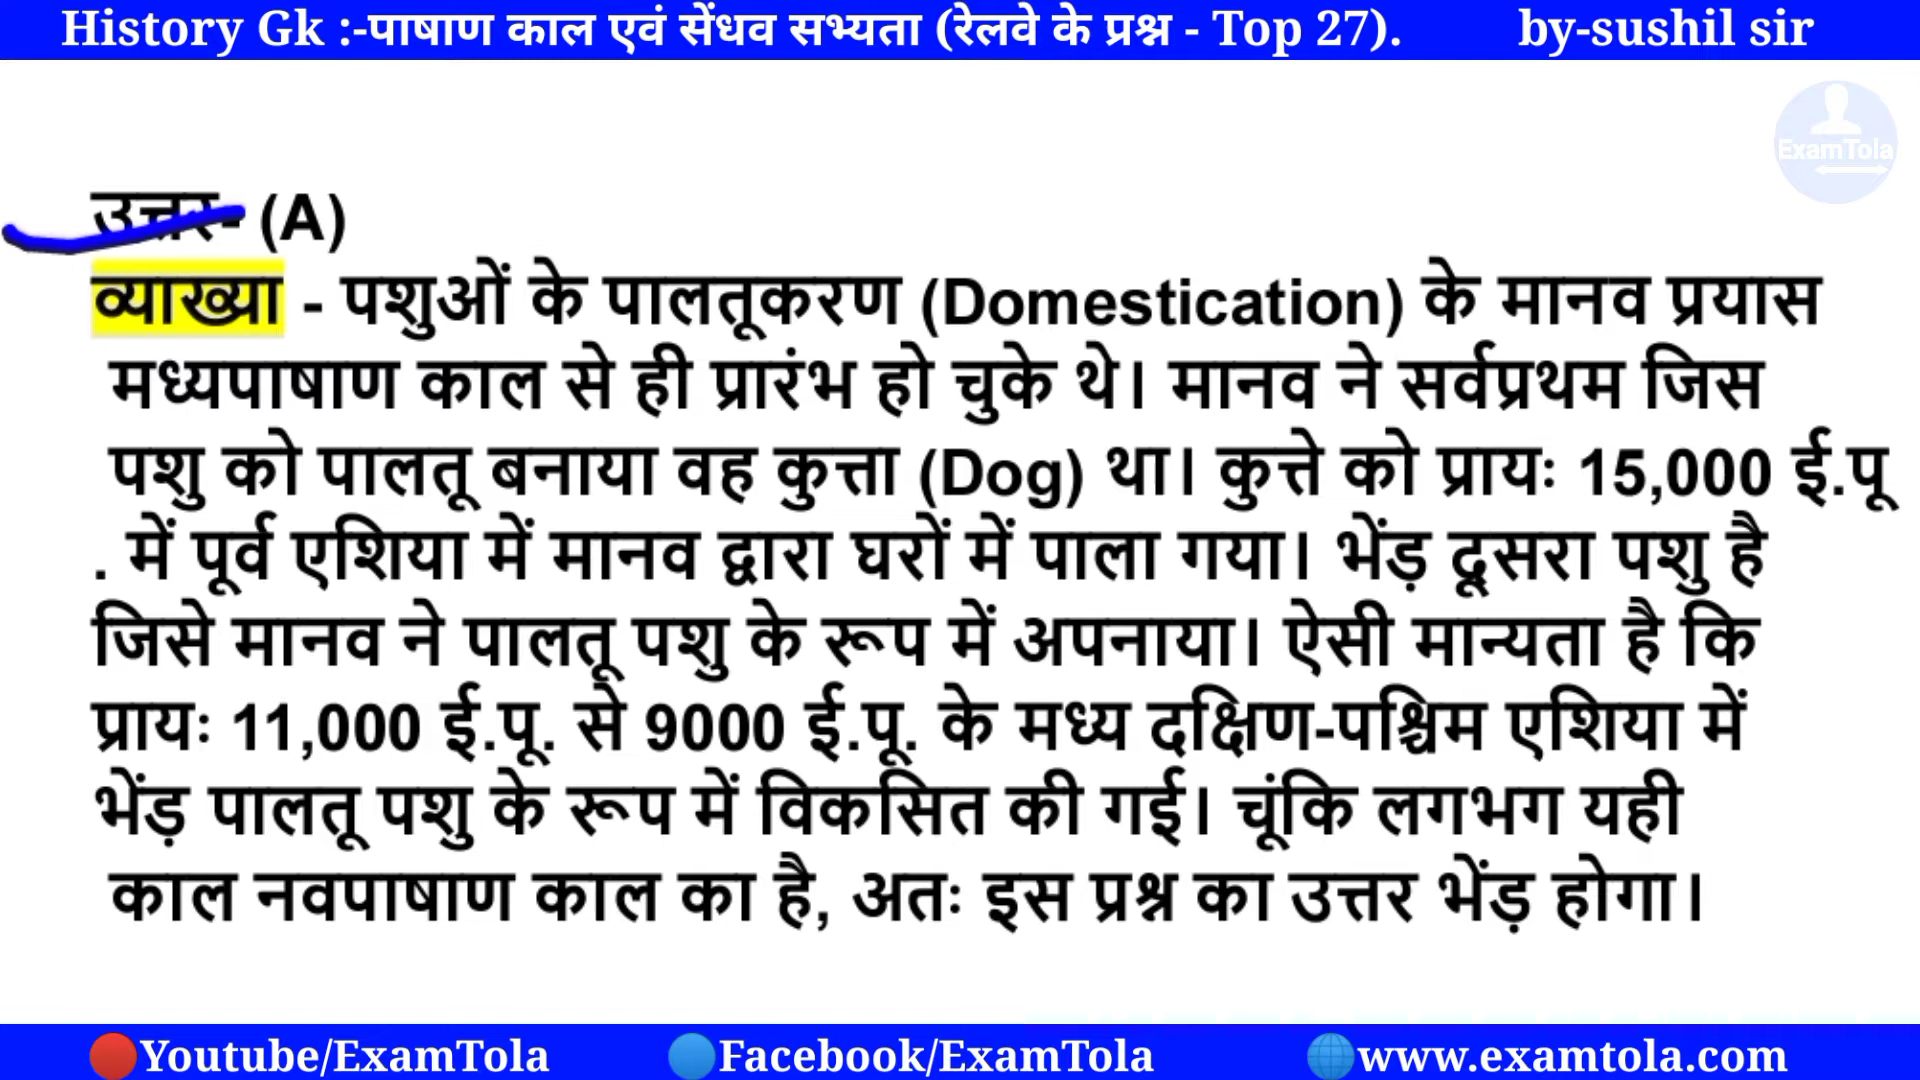 History Gk :-पाषाण काल एवं सेंधव सभ्यता (रेलवे के प्रश्न - Top 27). by-sushil sir
ExamTola
उत्तर- (A)
व्याख्या - पशुओं के पालतूकरण (Domestication) के मानव प्रयास
मध्यपाषाण काल से ही प्रारंभ हो चुके थे। मानव ने सर्वप्रथम जिस
पशु को पालतू बनाया वह कुत्ता (Dog) था। कुत्ते को प्रायः 15,000 ई.पू
. में पूर्व एशिया में मानव द्वारा घरों में पाला गया। भेंड़ दूसरा पशु है
जिसे मानव ने पालतू पशु के रूप में अपनाया। ऐसी मान्यता है कि
प्रायः 11,000 ई.पू. से 9000 ई.पू. के मध्य दक्षिण-पश्चिम एशिया में
भेंड़ पालतू पशु के रूप में विकसित की गई। चूंकि लगभग यही
काल नवपाषाण काल का है, अतः इस प्रश्न का उत्तर भेंड़ होगा।
Youtube/ExamTola Facebook/ExamTola www.examtola.com